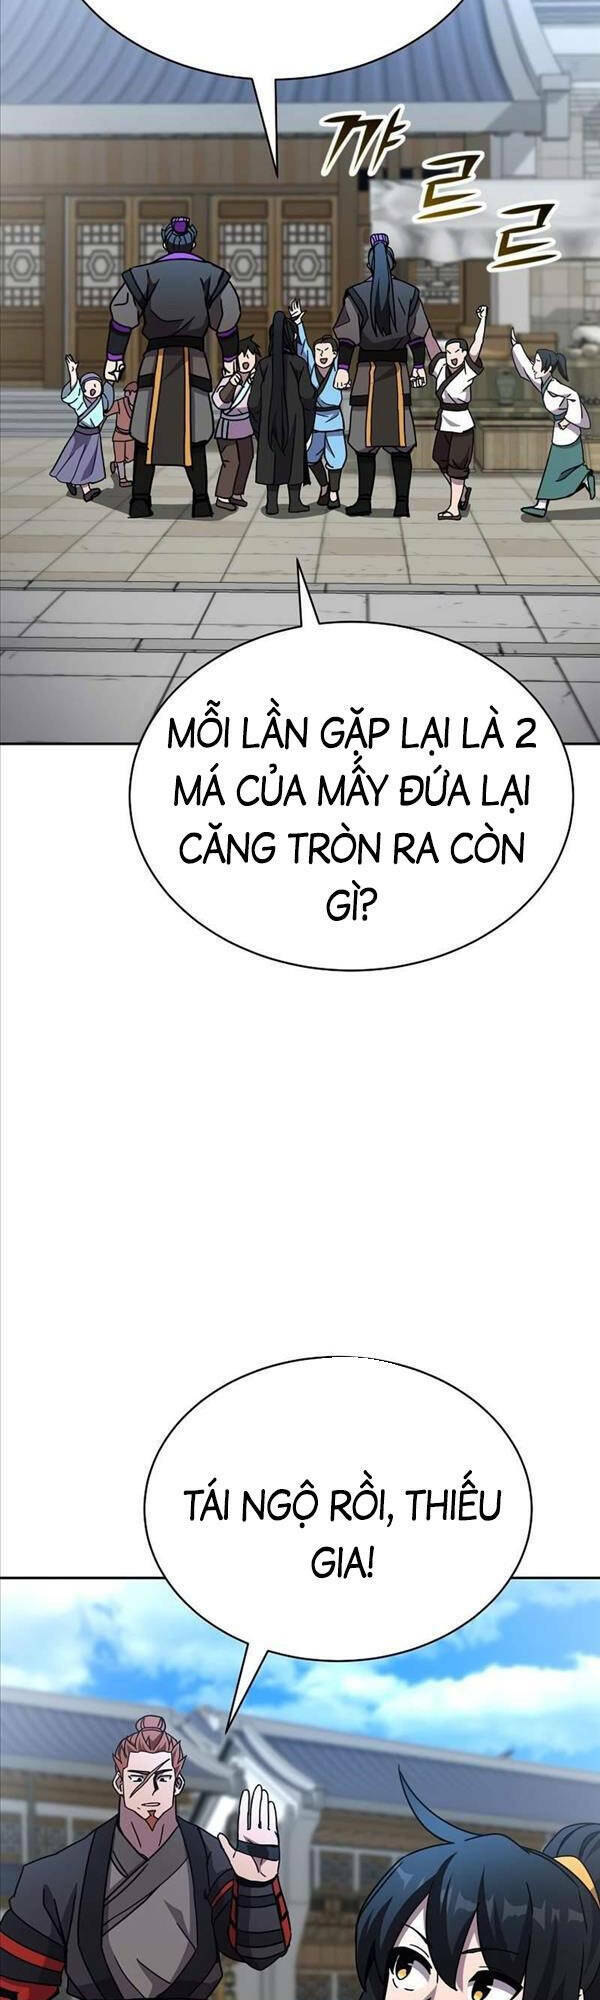 꺄르르
MỖI LẦN GẶP LẠI LÀ 2
MÁ CỦA MẤY ĐỨA LẠI
CĂNG TRÒN RA CÒN
GÌ?
TÁI NGỘ RỒI, THIẾU
GIA!